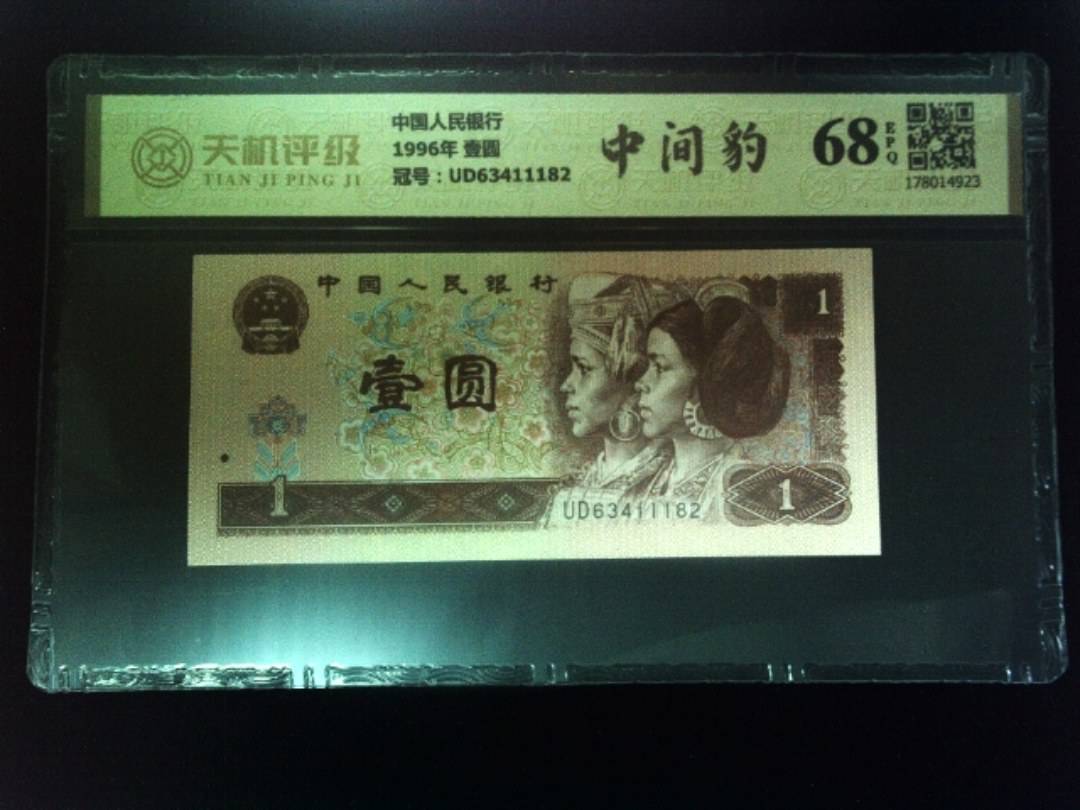 天机评级
TIAN JI PING JI
中国人民银行
1996年 壹圆
冠号：UD63411182
中间豹
68
EPQ
178014923
中国人民银行
1
壹圆
1
UD63411182
1